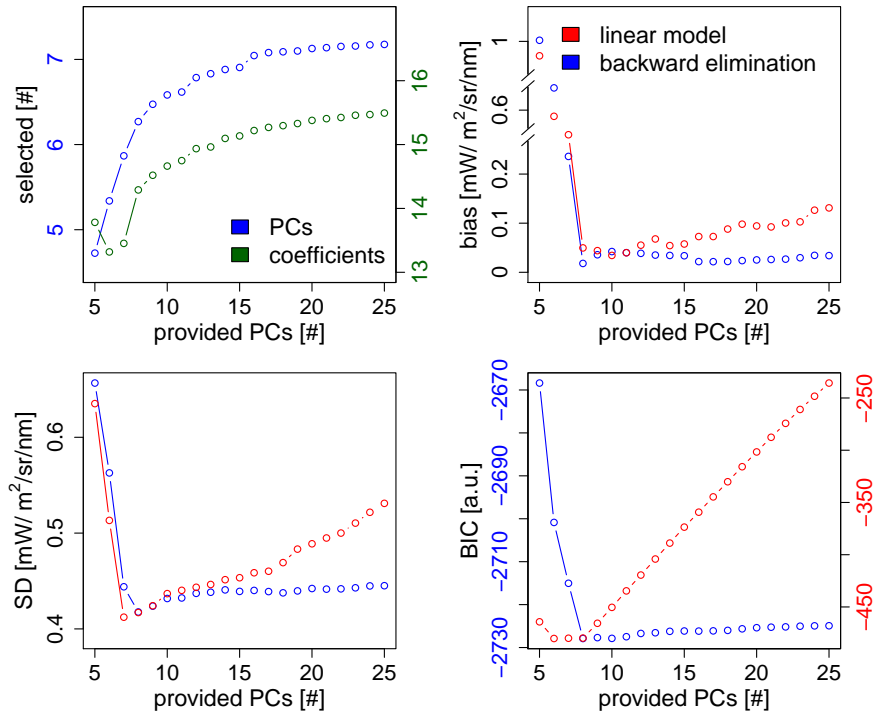 selected [#]
7
6
5
16
15
14
13
PCs
coefficients
5 10 15 20 25
provided PCs [#]
bias [mW/ m²/sr/nm]
1
0.6
0.2
0.1
0
linear model
backward elimination
5 10 15 20 25
provided PCs [#]
SD [mW/ m²/sr/nm]
0.6
0.5
0.4
5 10 15 20 25
provided PCs [#]
BIC [a.u.]
−2670
−2690
−2710
−2730
−250
−350
−450
5 10 15 20 25
provided PCs [#]